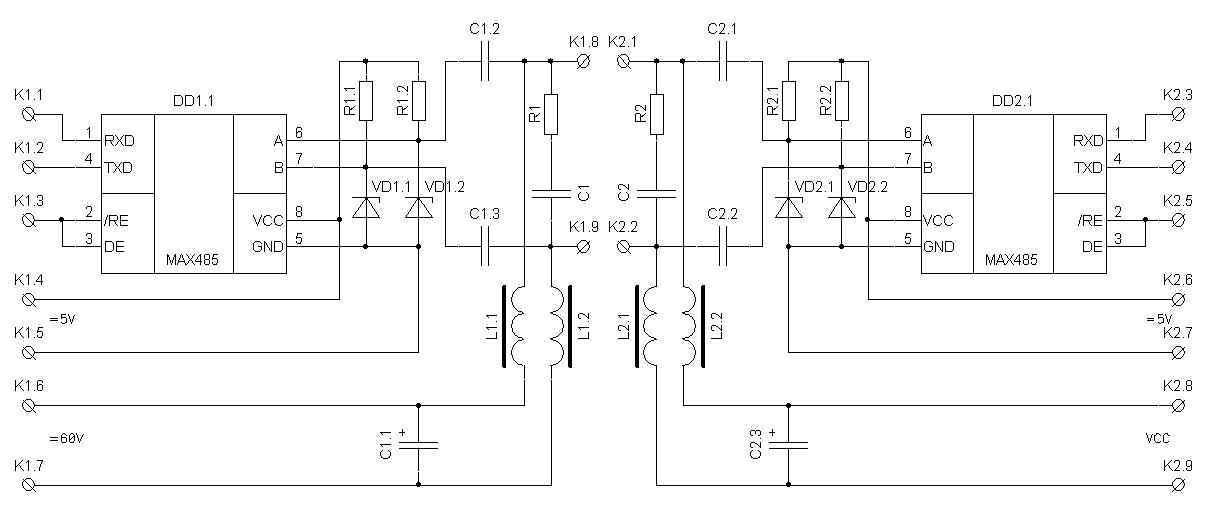 C1.2
C2.1
K1.8 K2.1
K1.1
DD1.1
R1.1
R1.2
R1
R2
R2.1
R2.2
DD2.1
K2.3
1 RXD
A 6
6 A
RXD 1
K1.2
4 TXD
B 7
7 B
TXD 4
K2.4
VD1.1 VD1.2
C1
C2
VD2.1 VD2.2
K1.3
2 /RE
VCC 8
C1.3
K1.9 K2.2
C2.2
8 VCC
/RE 2
K2.5
3 DE
GND 5
5 GND
DE 3
MAX485
MAX485
K1.4
K2.6
=5V
L1.1
L1.2
L2.1
L2.2
=5V
K1.5
K2.7
K1.6
K2.8
=60V
C1.1
+
C2.3
+
VCC
K1.7
K2.9